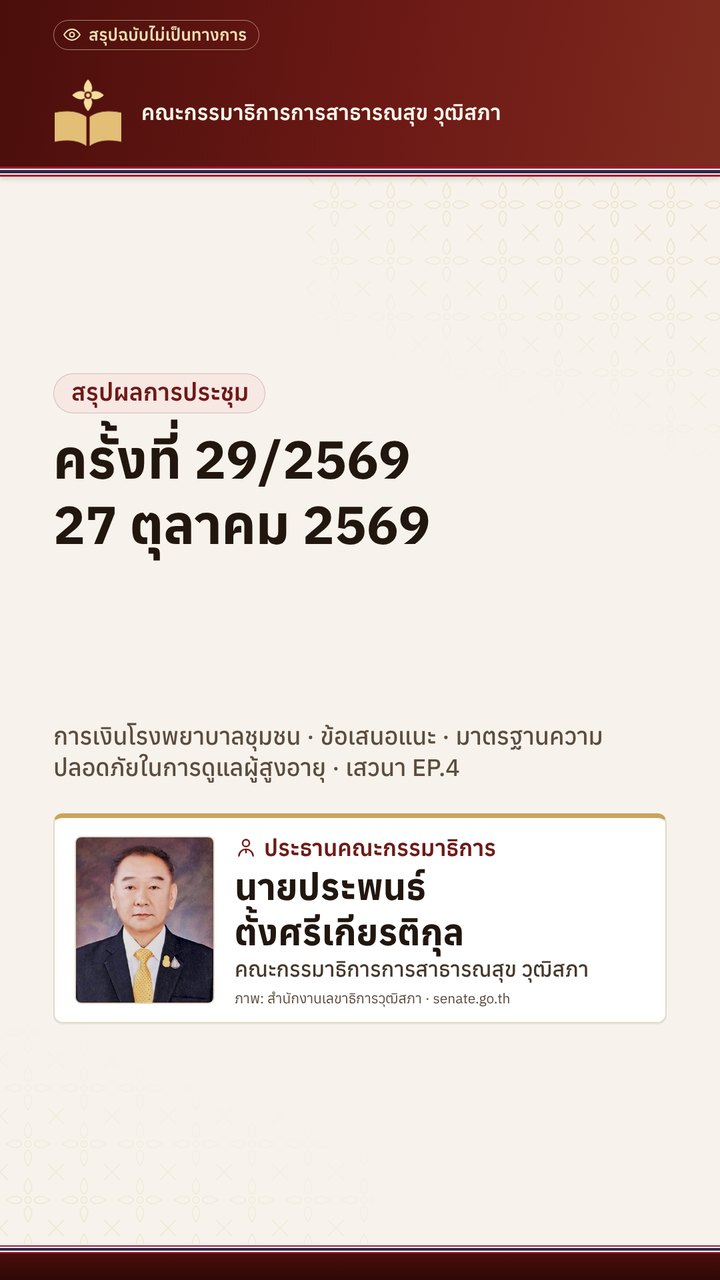 สรุปฉบับไม่เป็นทางการ
คณะกรรมาธิการการสาธารณสุข วุฒิสภา
สรุปผลการประชุม
ครั้งที่ 29/2569
27 ตุลาคม 2569
การเงินโรงพยาบาลชุมชน · ข้อเสนอแนะ · มาตรฐานความ
ปลอดภัยในการดูแลผู้สูงอายุ · เสวนา EP.4
ประธานคณะกรรมาธิการ
นายประพนธ์
ตั้งศรีเกียรติกุล
คณะกรรมาธิการการสาธารณสุข วุฒิสภา
ภาพ: สำนักงานเลขาธิการวุฒิสภา · senate.go.th